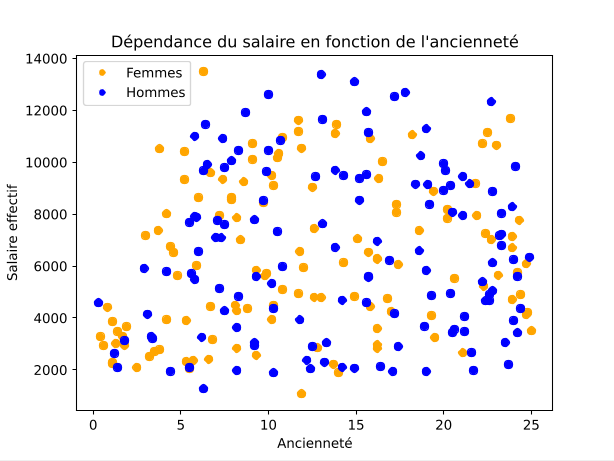 Dépendance du salaire en fonction de l'ancienneté
14000
12000
10000
8000
6000
4000
2000
Salaire effectif
Femmes
Hommes
0 5 10 15 20 25
Ancienneté